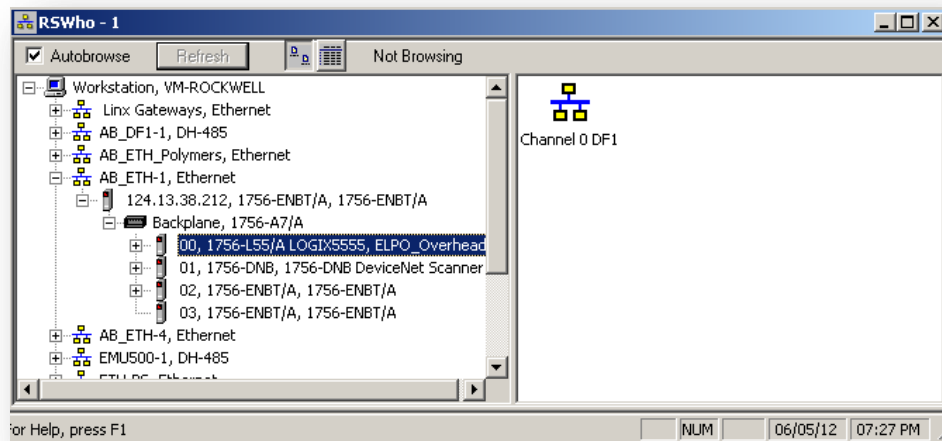 RSWho - 1
Autobrowse
Refresh
Not Browsing
Workstation, VM-ROCKWELL
Linx Gateways, Ethernet
AB_DF1-1, DH-485
AB_ETH_Polymers, Ethernet
AB_ETH-1, Ethernet
124.13.38.212, 1756-ENBT/A, 1756-ENBT/A
Backplane, 1756-A7/A
00, 1756-L55/A LOGIX5555, ELPO_Overhead
01, 1756-DNB, 1756-DNB DeviceNet Scanner
02, 1756-ENBT/A, 1756-ENBT/A
03, 1756-ENBT/A, 1756-ENBT/A
AB_ETH-4, Ethernet
EMU500-1, DH-485
Channel 0 DF1
For Help, press F1
NUM
06/05/12
07:27 PM